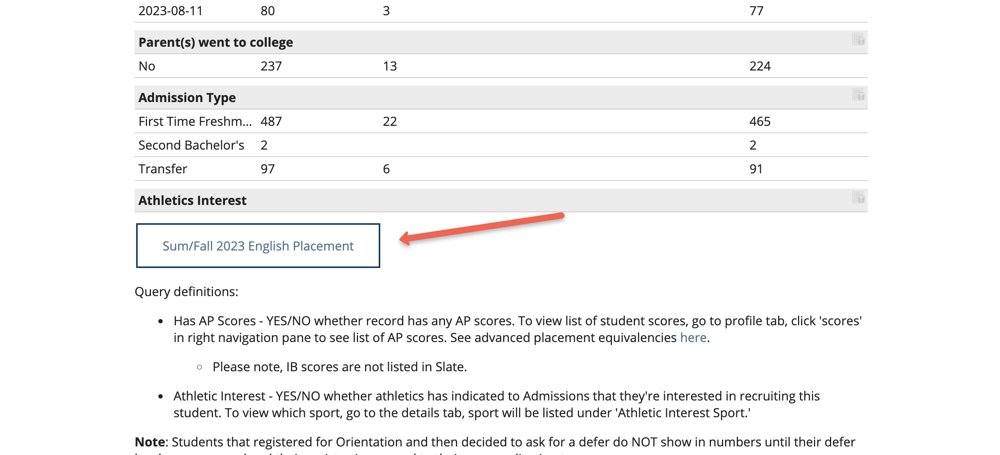 2023-08-11 80 3 77
Parent(s) went to college
No 237 13 224
Admission Type
First Time Freshm... 487 22 465
Second Bachelor's 2 2
Transfer 97 6 91
Athletics Interest
Sum/Fall 2023 English Placement
Query definitions:
• Has AP Scores - YES/NO whether record has any AP scores. To view list of student scores, go to profile tab, click 'scores'
in right navigation pane to see list of AP scores. See advanced placement equivalencies here.
○ Please note, IB scores are not listed in Slate.
• Athletic Interest - YES/NO whether athletics has indicated to Admissions that they're interested in recruiting this
student. To view which sport, go to the details tab, sport will be listed under 'Athletic Interest Sport.'
Note: Students that registered for Orientation and then decided to ask for a defer do NOT show in numbers until their defer